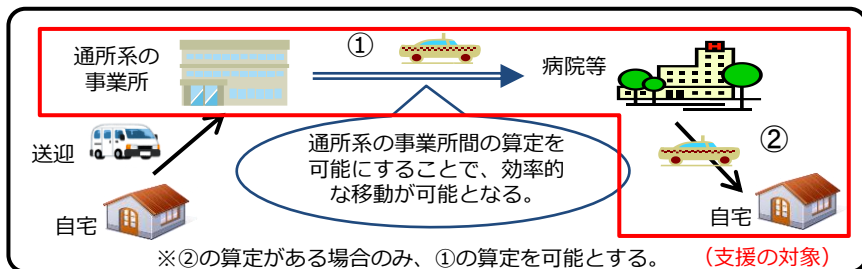 通所系の
事業所
①
病院等
送迎
通所系の事業所間の算定を
可能にすることで、効率的
な移動が可能となる。
②
自宅
自宅
※②の算定がある場合のみ、①の算定を可能とする。
（支援の対象）